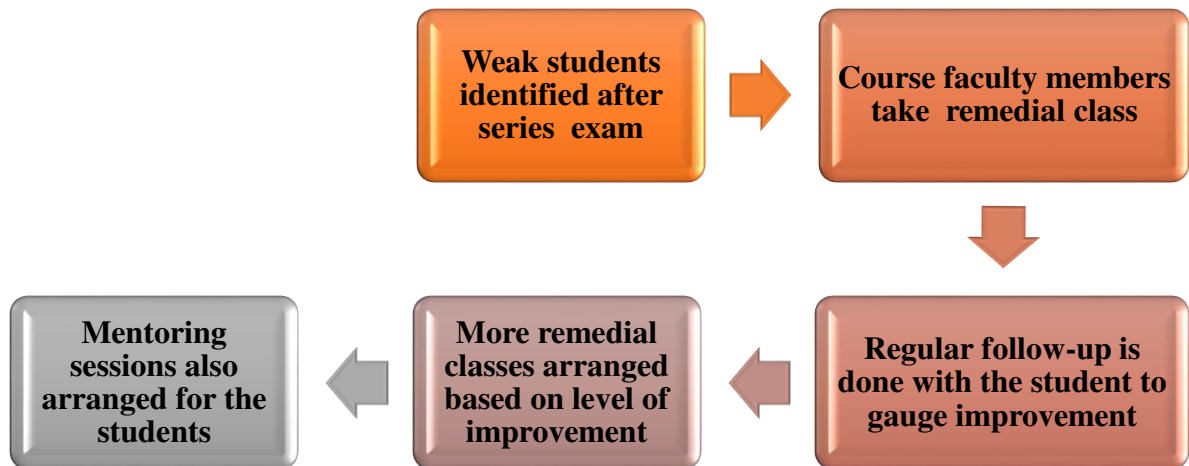 Weak students
identified after
series exam
Course faculty members
take remedial class
Regular follow-up is
done with the student to
gauge improvement
More remedial
classes arranged
based on level of
improvement
Mentoring
sessions also
arranged for the
students